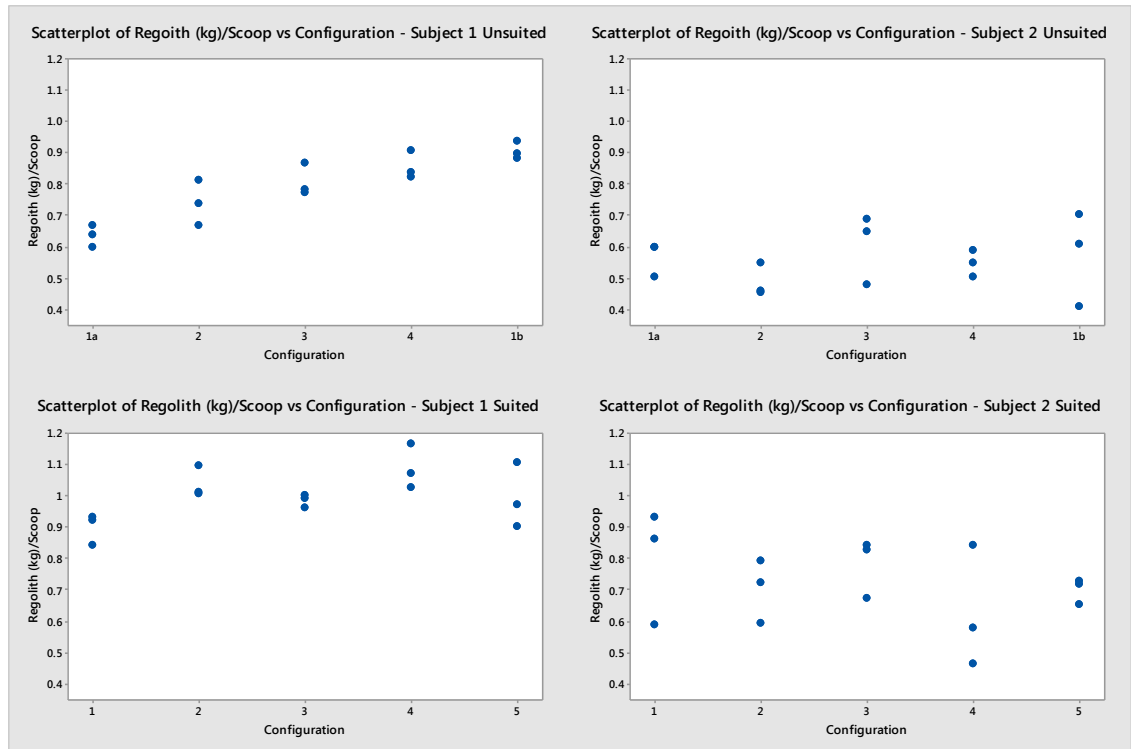 Scatterplot of Regoith (kg)/Scoop vs Configuration - Subject 1 Unsuited
1.2
1.1
1.0
0.9
0.8
0.7
0.6
0.5
0.4
Regoith (kg)/Scoop
1a 2 3 4 1b
Configuration
Scatterplot of Regoith (kg)/Scoop vs Configuration - Subject 2 Unsuited
1.2
1.1
1.0
0.9
0.8
0.7
0.6
0.5
0.4
Regoith (kg)/Scoop
1a 2 3 4 1b
Configuration
Scatterplot of Regolith (kg)/Scoop vs Configuration - Subject 1 Suited
1.2
1.1
1
0.9
0.8
0.7
0.6
0.5
0.4
Regolith (kg)/Scoop
1 2 3 4 5
Configuration
Scatterplot of Regolith (kg)/Scoop vs Configuration - Subject 2 Suited
1.2
1.1
1
0.9
0.8
0.7
0.6
0.5
0.4
Regolith (kg)/Scoop
1 2 3 4 5
Configuration